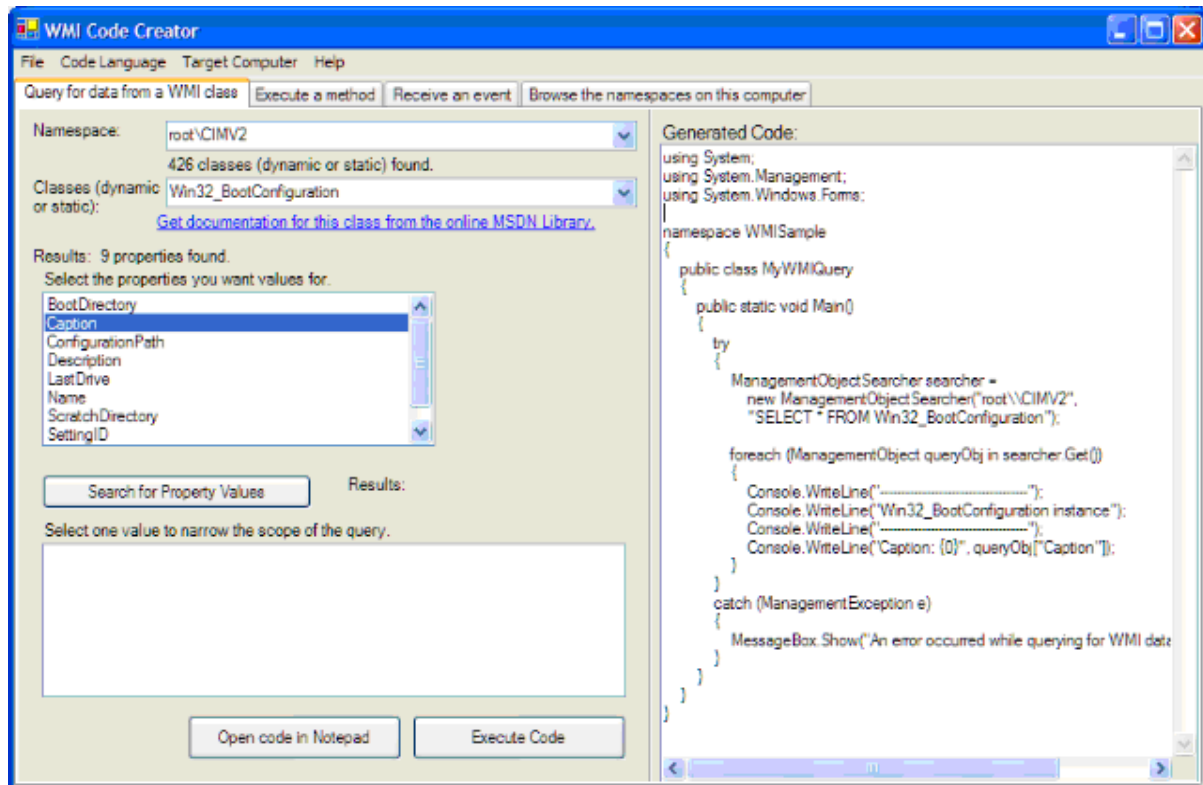 WMI Code Creator
File Code Language Target Computer Help
Query for data from a WMI class Execute a method Receive an event Browse the namespaces on this computer
Namespace: root\CIMV2
426 classes (dynamic or static) found.
Classes (dynamic or static): Win32_BootConfiguration
Get documentation for this class from the online MSDN Library.
Results: 9 properties found.
Select the properties you want values for.
BootDirectory
Caption
ConfigurationPath
Description
LastDrive
Name
ScratchDirectory
SettingID
Search for Property Values Results:
Select one value to narrow the scope of the query.
Open code in Notepad Execute Code
Generated Code:
using System;
using System.Management;
using System.Windows.Forms;
namespace WMISample
{
public class MyWMIQuery
{
public static void Main()
{
try
{
ManagementObjectSearcher searcher =
new ManagementObjectSearcher("root\\CIMV2",
"SELECT * FROM Win32_BootConfiguration");
foreach (ManagementObject queryObj in searcher.Get())
{
Console.WriteLine("-----------------------------------");
Console.WriteLine("Win32_BootConfiguration instance");
Console.WriteLine("-----------------------------------");
Console.WriteLine("Caption: {0}", queryObj["Caption"]);
}
}
catch (ManagementException e)
{
MessageBox.Show("An error occurred while querying for WMI data
}
}
}
}